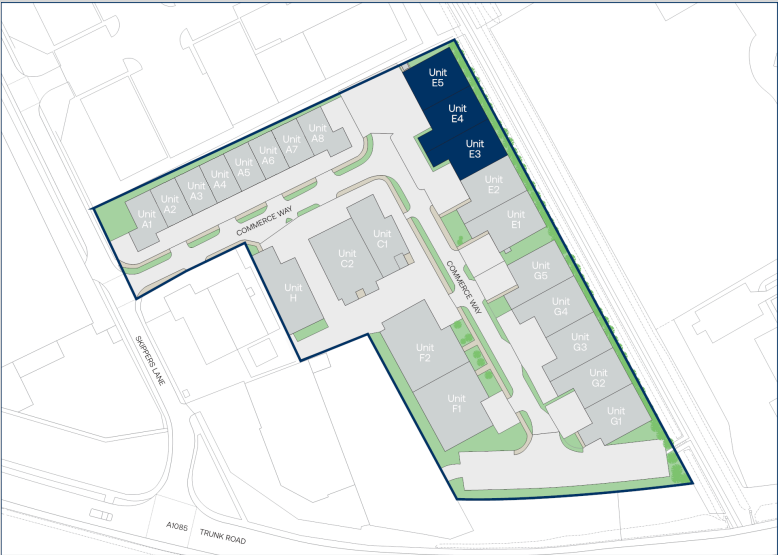 Unit
E5
Unit
E4
Unit
E3
Unit
E2
Unit
E1
Unit
A8
Unit
A7
Unit
A6
Unit
A5
Unit
A4
Unit
A3
Unit
A2
Unit
A1
COMMERCE WAY
Unit
C1
Unit
C2
Unit
H
COMMERCE WAY
Unit
G5
Unit
G4
Unit
G3
Unit
G2
Unit
G1
Unit
F2
Unit
F1
SKIPPERS LANE
A1085
TRUNK ROAD